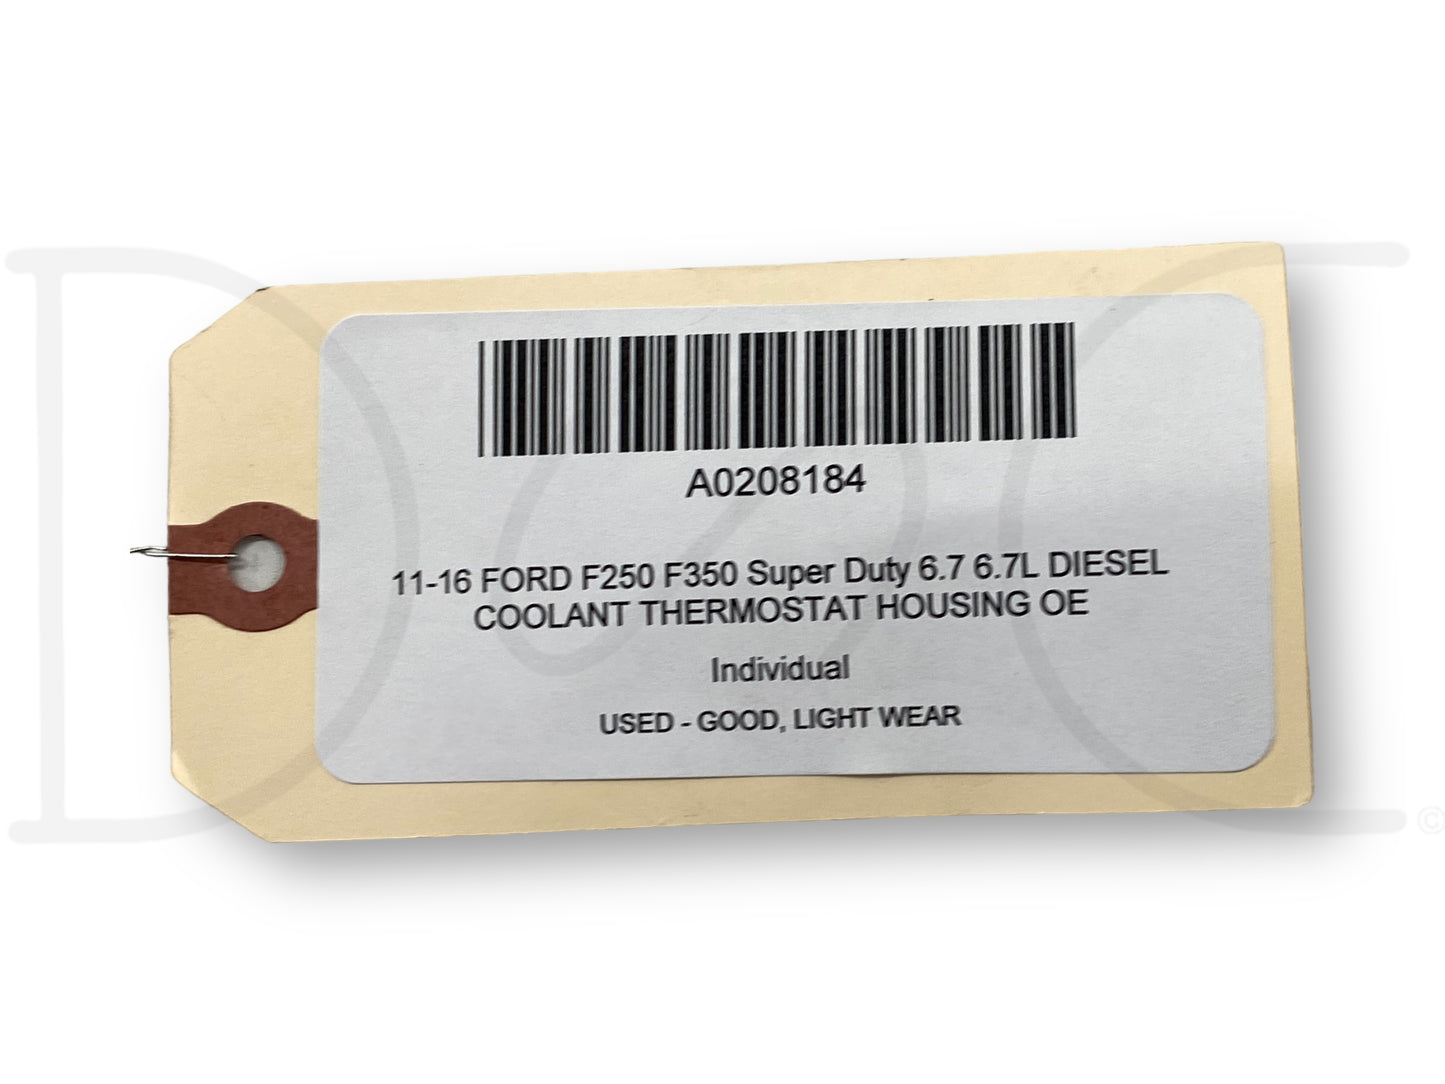 A0208184
11-16 FORD F250 F350 Super Duty 6.7 6.7L DIESEL
COOLANT THERMOSTAT HOUSING OE
Individual
USED - GOOD, LIGHT WEAR
©